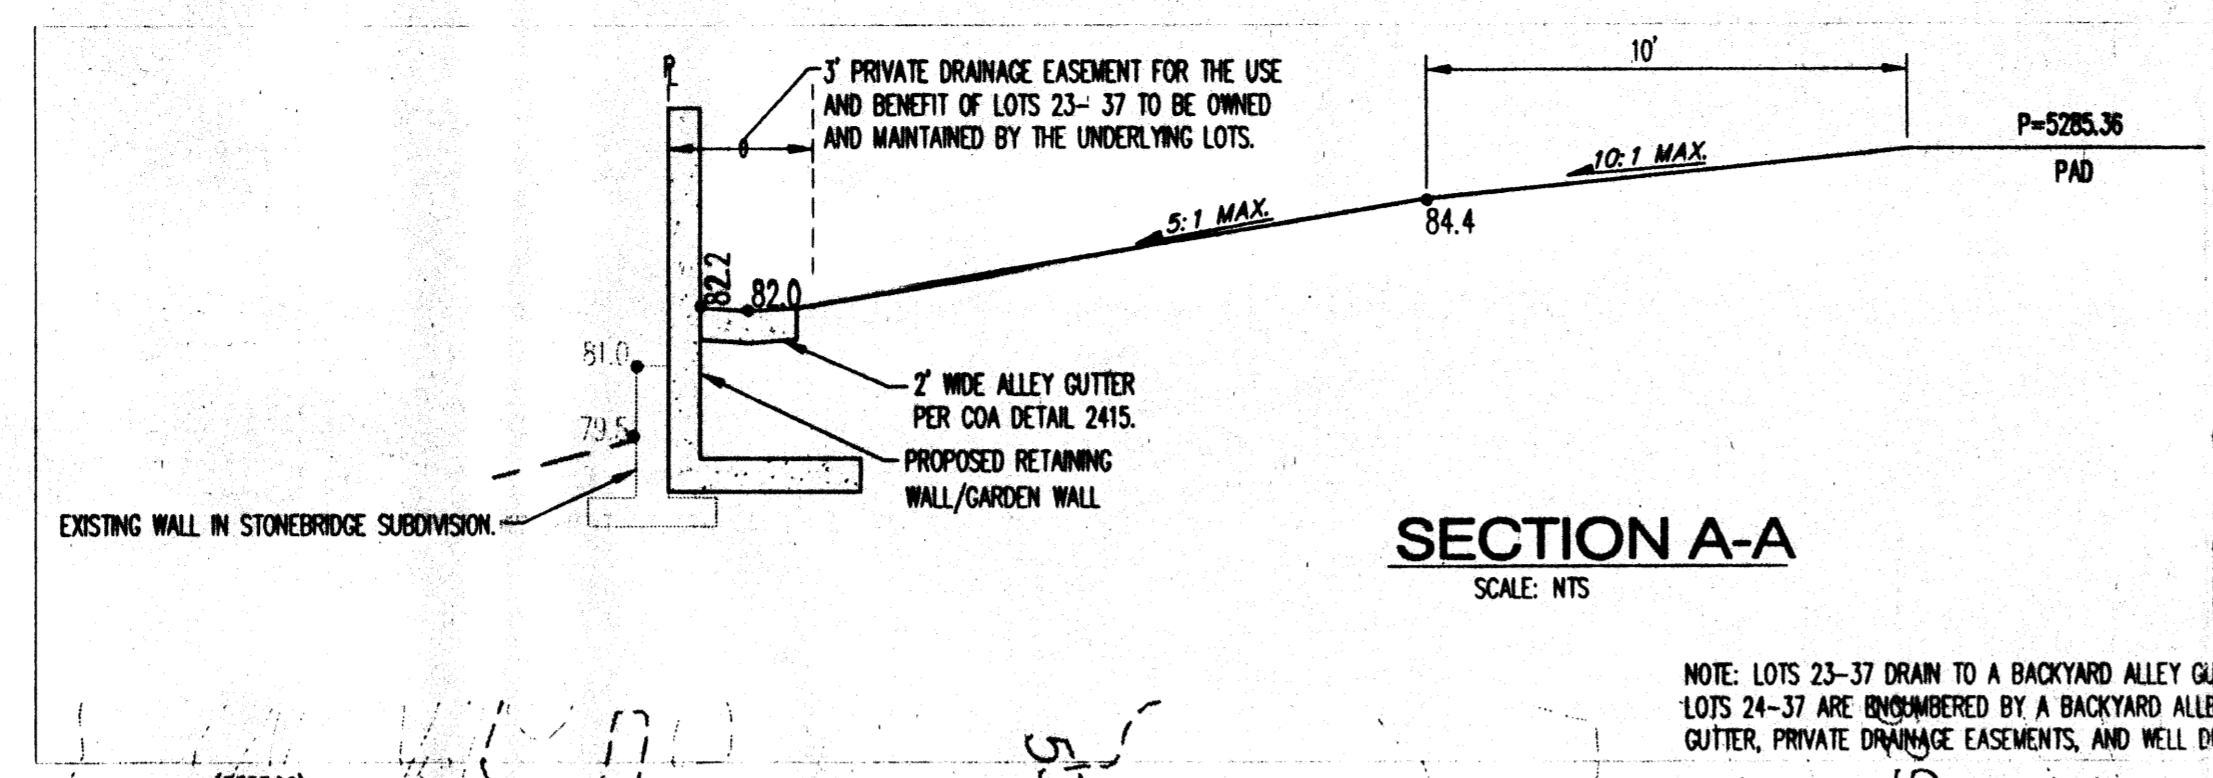 PL
3' PRIVATE DRAINAGE EASEMENT FOR THE USE
AND BENEFIT OF LOTS 23- 37 TO BE OWNED
AND MAINTAINED BY THE UNDERLYING LOTS.
10'
P=5285.36
PAD
10:1 MAX.
5:1 MAX.
84.4
82.2
82.0
81.0
79.5
2' WIDE ALLEY GUTTER
PER COA DETAIL 2415.
PROPOSED RETAINING
WALL/GARDEN WALL
EXISTING WALL IN STONEBRIDGE SUBDIVISION.
SECTION A-A
SCALE: NTS
NOTE: LOTS 23-37 DRAIN TO A BACKYARD ALLEY
LOTS 24-37 ARE ENCUMBERED BY A BACKYARD
GUTTER, PRIVATE DRAINAGE EASEMENTS, AND WELL